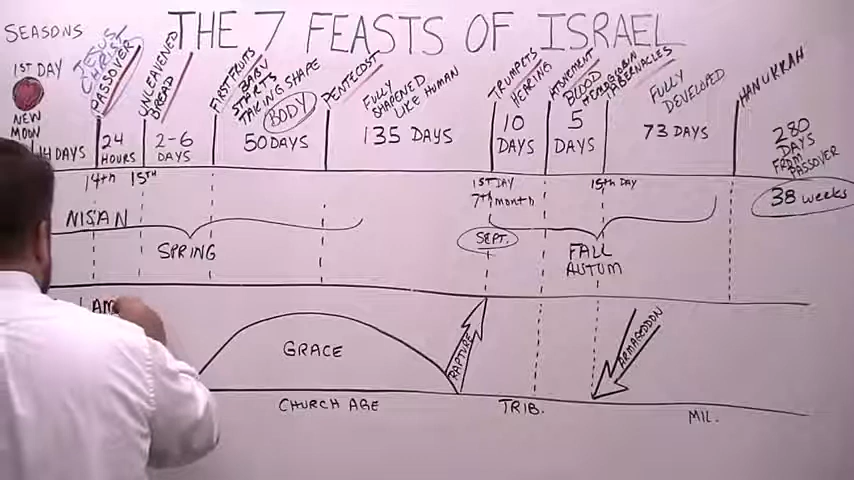 THE 7 FEASTS OF ISRAEL
SEASONS
1ST DAY
NEW
MOON
14 DAYS
JESUS
CHRIST
PASSOVER
24
HOURS
UNLEAVENED
BREAD
2-6
DAYS
FIRST FRUITS
BABY
STARTS
TAKING SHAPE
BODY
50 DAYS
PENTECOST
FULLY
SHAPENED
LIKE HUMAN
135 DAYS
TRUMPETS
HEARING
10
DAYS
ATONEMENT
BLOOD
HEMOGLOBIN
5
DAYS
TABERNACLES
FULLY
DEVELOPED
73 DAYS
HANUKKAH
280
DAYS
FROM
PASSOVER
38 weeks
14th
15TH
1ST DAY
7th month
15th DAY
NISAN
SPRING
SEPT.
FALL
AUTUM
LAM
GRACE
RAPTURE
ARMAGEDDON
CHURCH AGE
TRIB.
MIL.